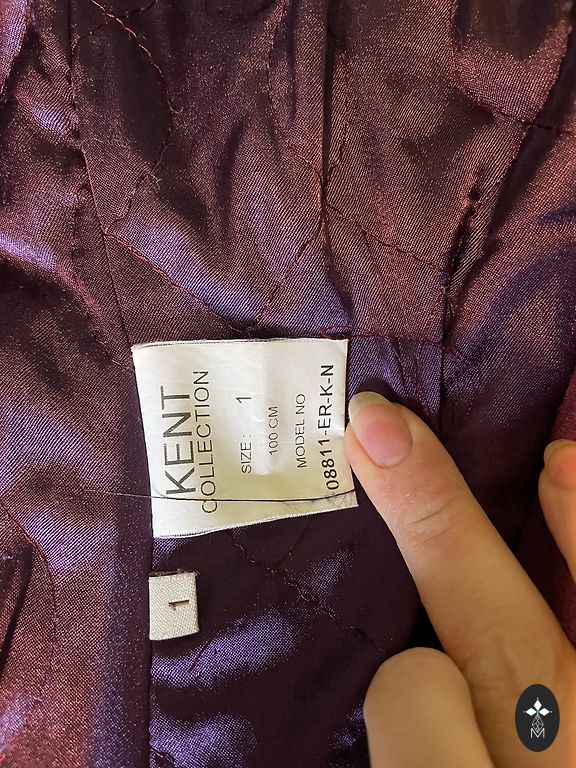 KENT
COLLECTION
SIZE: 1
100 CM
MODEL NO
08811-ER-K-N
1
M